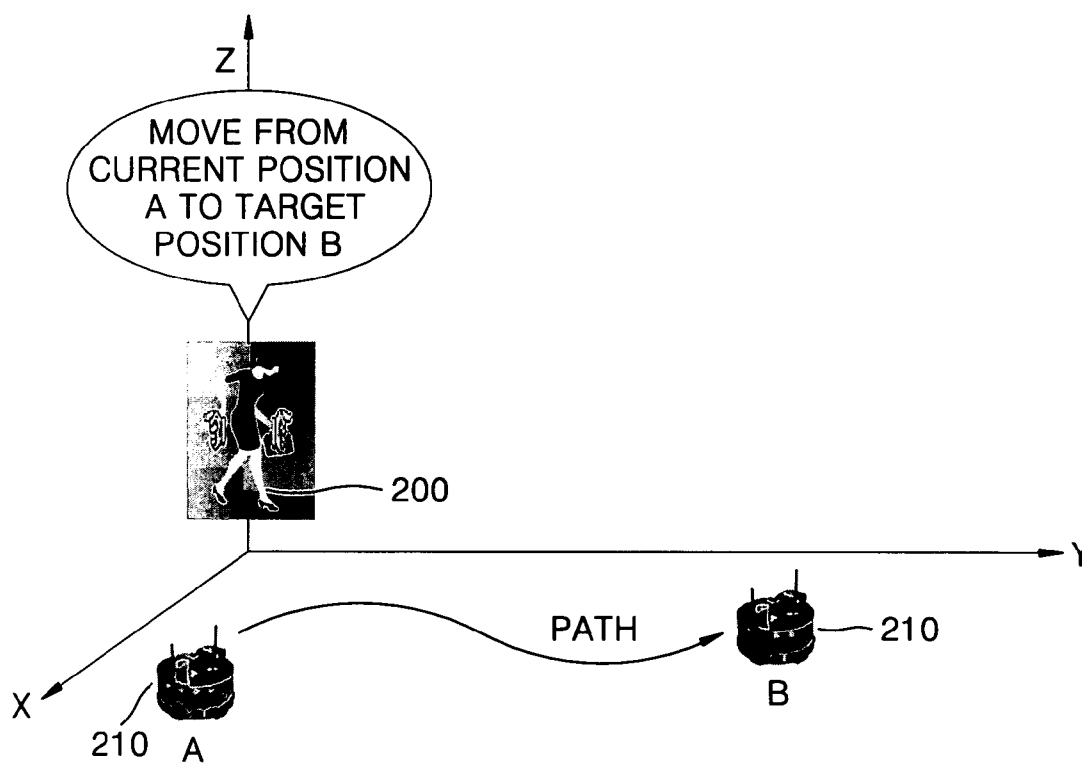 Z
MOVE FROM
CURRENT POSITION
A TO TARGET
POSITION B
200
Y
PATH
210
B
X
210
A